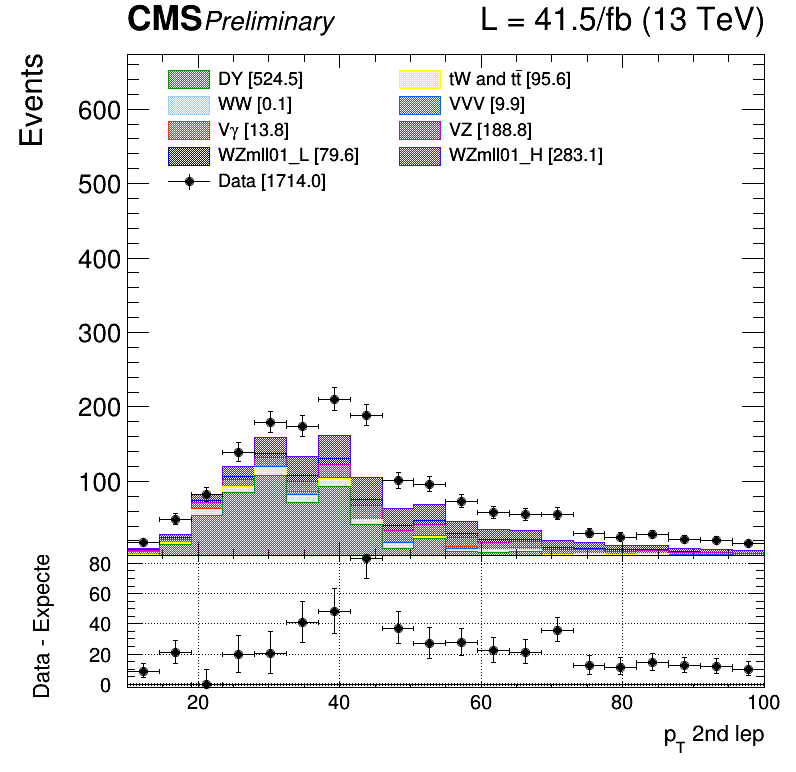 CMS Preliminary L = 41.5/fb (13 TeV)
Events
DY [524.5] tW and tt̄ [95.6]
WW [0.1] VVV [9.9]
Vγ [13.8] VZ [188.8]
WZmll01_L [79.6] WZmll01_H [283.1]
Data [1714.0]
600
500
400
300
200
100
Data - Expecte
80
60
40
20
0
20 40 60 80 100
p_T 2nd lep